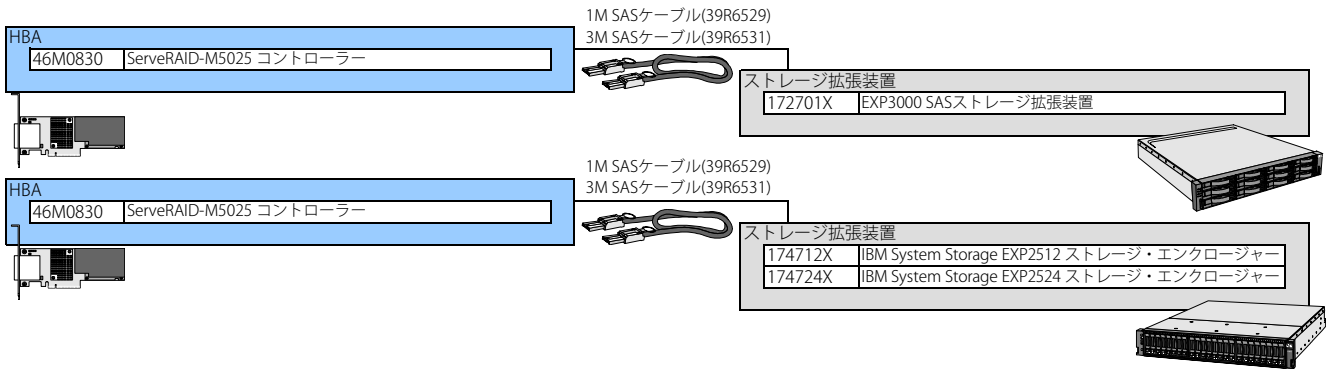 1M SASケーブル(39R6529)
3M SASケーブル(39R6531)
HBA
46M0830 ServeRAID-M5025 コントローラー
ストレージ拡張装置
172701X EXP3000 SASストレージ拡張装置
1M SASケーブル(39R6529)
3M SASケーブル(39R6531)
HBA
46M0830 ServeRAID-M5025 コントローラー
ストレージ拡張装置
174712X IBM System Storage EXP2512 ストレージ・エンクロージャー
174724X IBM System Storage EXP2524 ストレージ・エンクロージャー